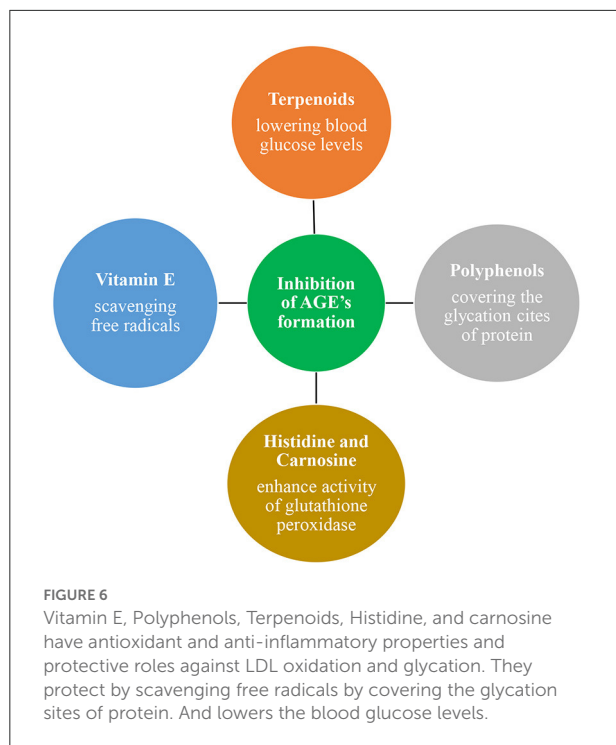 Terpenoids
lowering blood
glucose levels
Vitamin E
scavenging
free radicals
Inhibition
of AGE's
formation
Polyphenols
covering the
glycation cites
of protein
Histidine and
Carnosine
enhance activity
of glutathione
peroxidase
FIGURE 6
Vitamin E, Polyphenols, Terpenoids, Histidine, and carnosine
have antioxidant and anti-inflammatory properties and
protective roles against LDL oxidation and glycation. They
protect by scavenging free radicals by covering the glycation
sites of protein. And lowers the blood glucose levels.